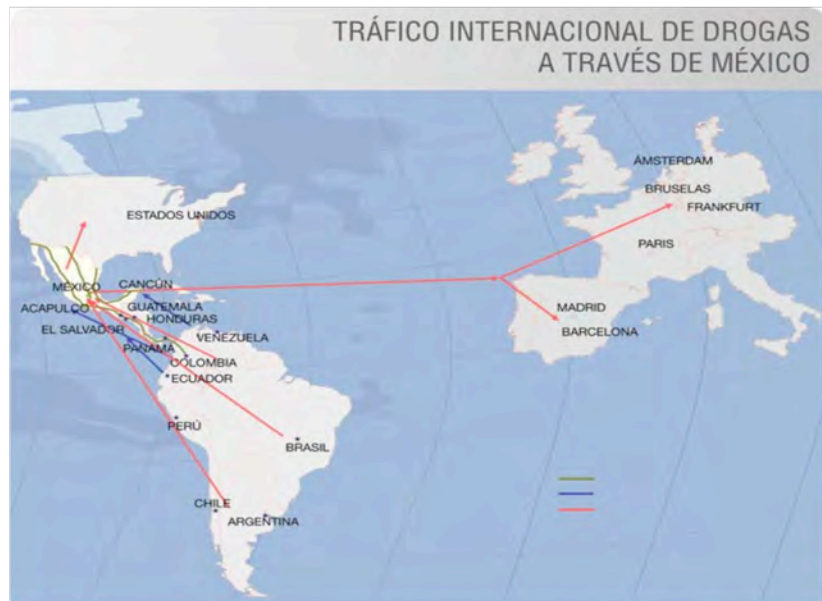 TRÁFICO INTERNACIONAL DE DROGAS
A TRAVÉS DE MÉXICO
ÁMSTERDAM
BRUSELAS
FRANKFURT
PARIS
MADRID
BARCELONA
ESTADOS UNIDOS
MÉXICO
CANCÚN
ACAPULCO
GUATEMALA
HONDURAS
EL SALVADOR
VENEZUELA
PANAMÁ
COLOMBIA
ECUADOR
PERÚ
BRASIL
CHILE
ARGENTINA